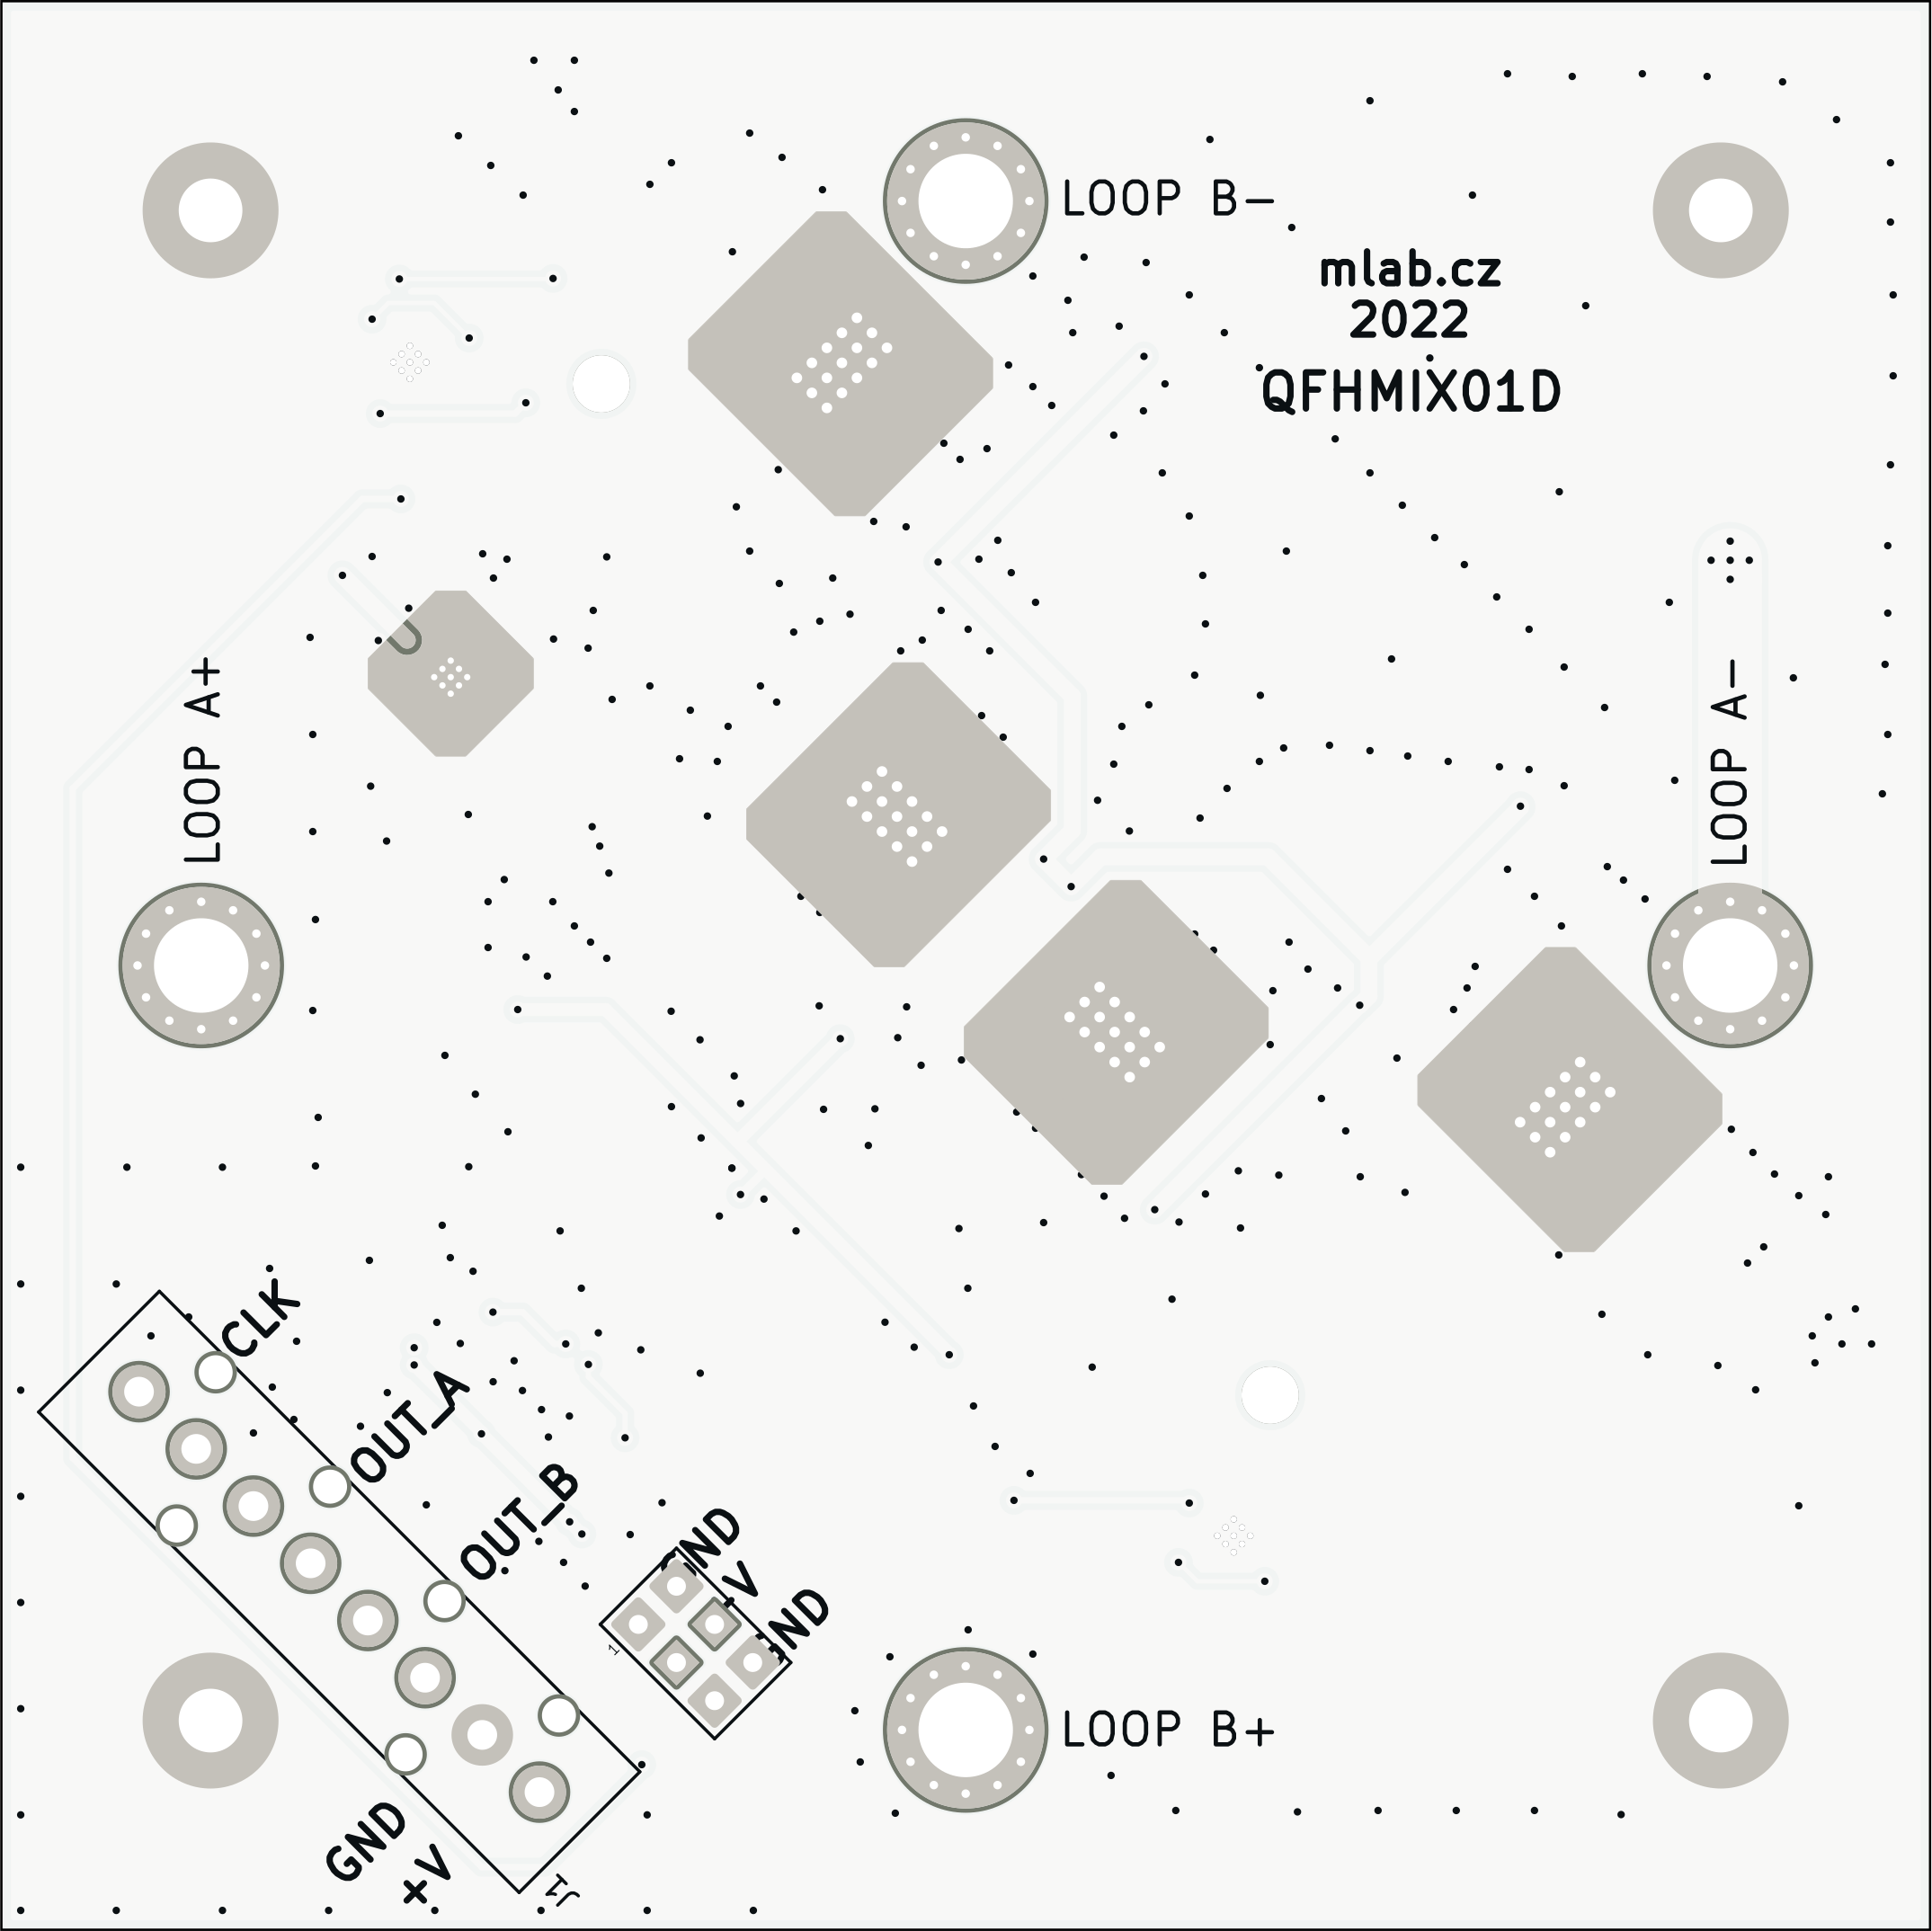 LOOP B-
mlab.cz
2022
QFHMIX01D
LOOP A+
LOOP A-
CLK
OUT_A
OUT_B
GND
+V
GND
1
LOOP B+
GND
+V
J1